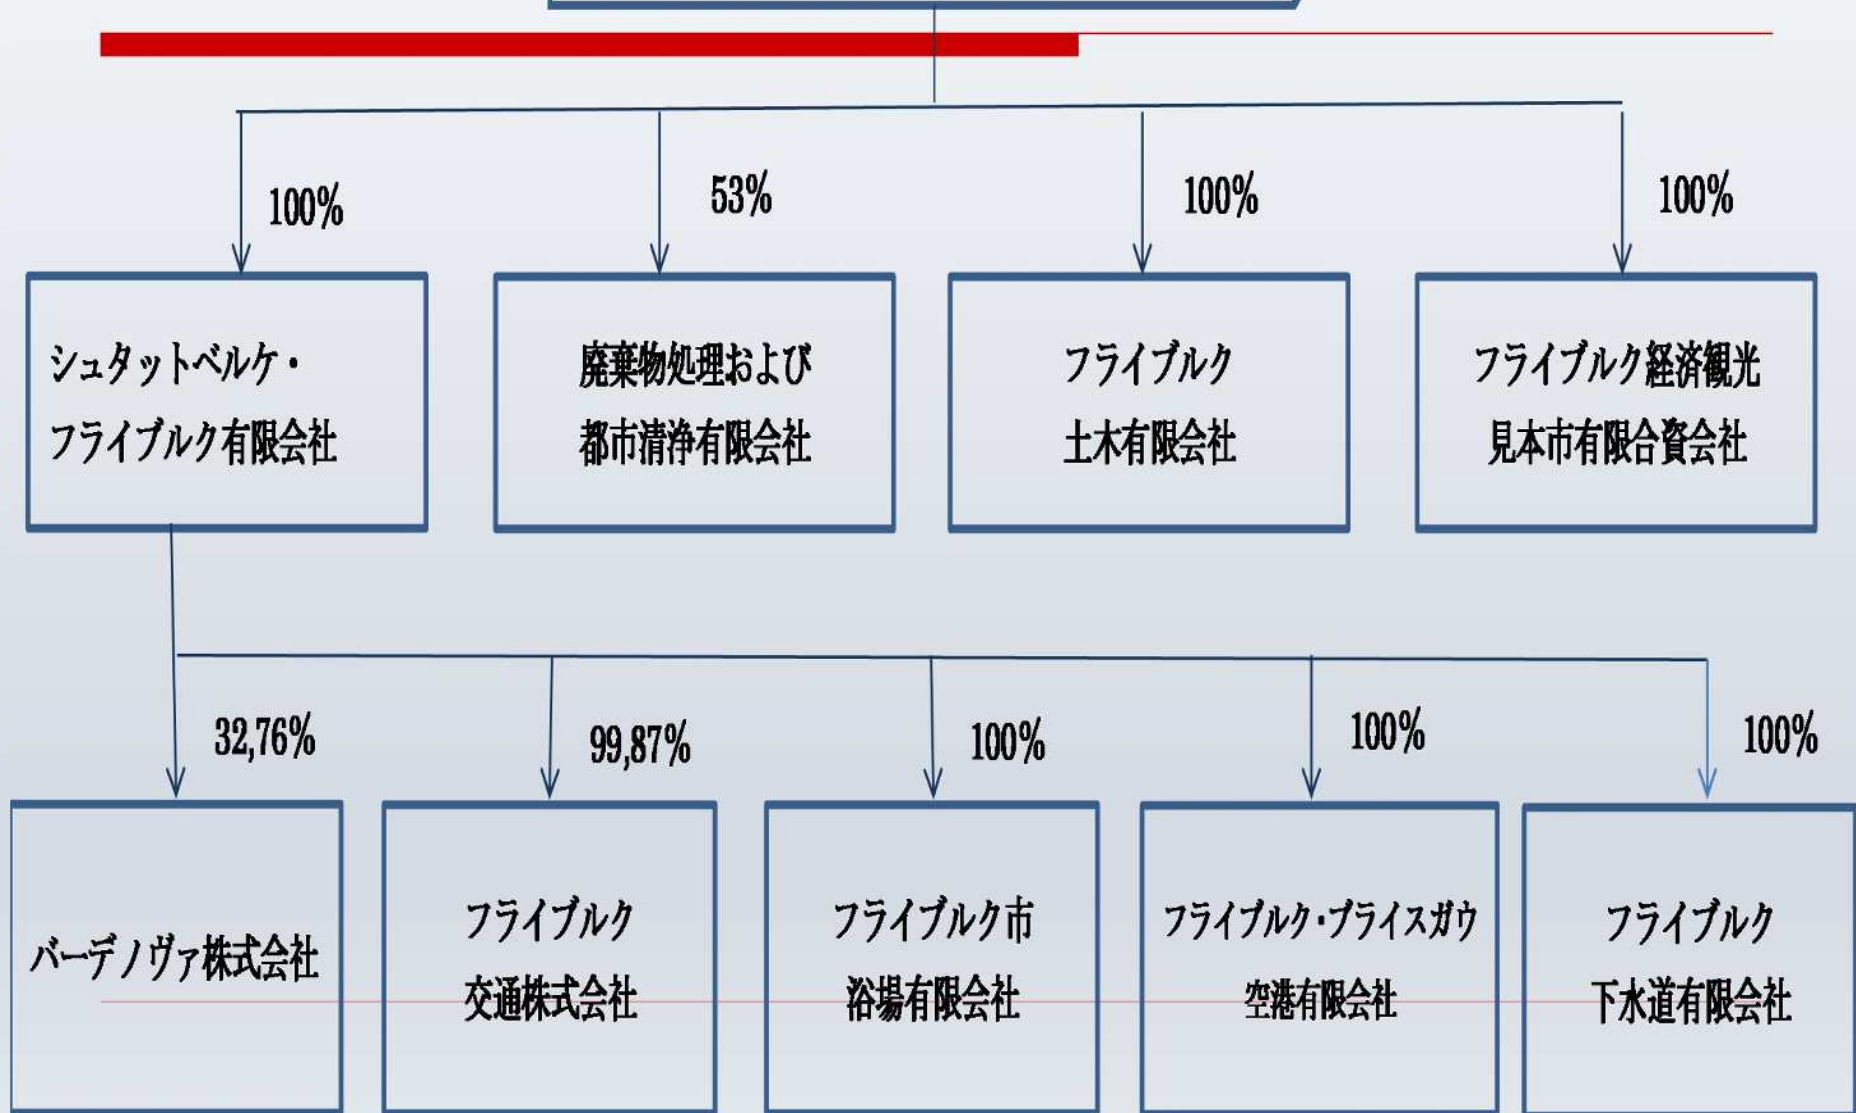 100%
53%
100%
100%
シュタットベルケ・
フライブルク有限会社
廃棄物処理および
都市清浄有限会社
フライブルク
土木有限会社
フライブルク経済観光
見本市有限合資会社
32,76%
99,87%
100%
100%
100%
バーデノヴァ株式会社
フライブルク
交通株式会社
フライブルク市
浴場有限会社
フライブルク・ブライスガウ
空港有限会社
フライブルク
下水道有限会社